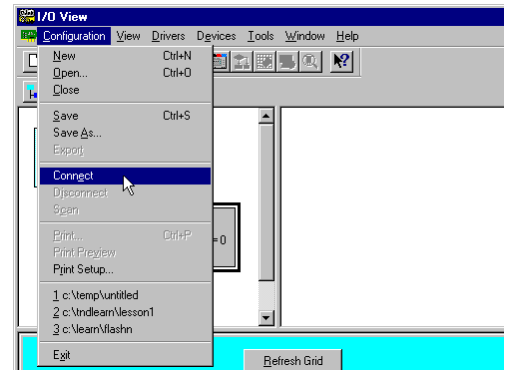 I/O View
Configuration View Drivers Devices Tools Window Help
New Ctrl+N
Open... Ctrl+O
Close
Save Ctrl+S
Save As...
Export
Connect
Disconnect
Scan
=0
Print... Ctrl+P
Print Preview
Print Setup...
1 c:\temp\untitled
2 c:\tndlearn\lesson1
3 c:\learn\flashn
Exit
Refresh Grid